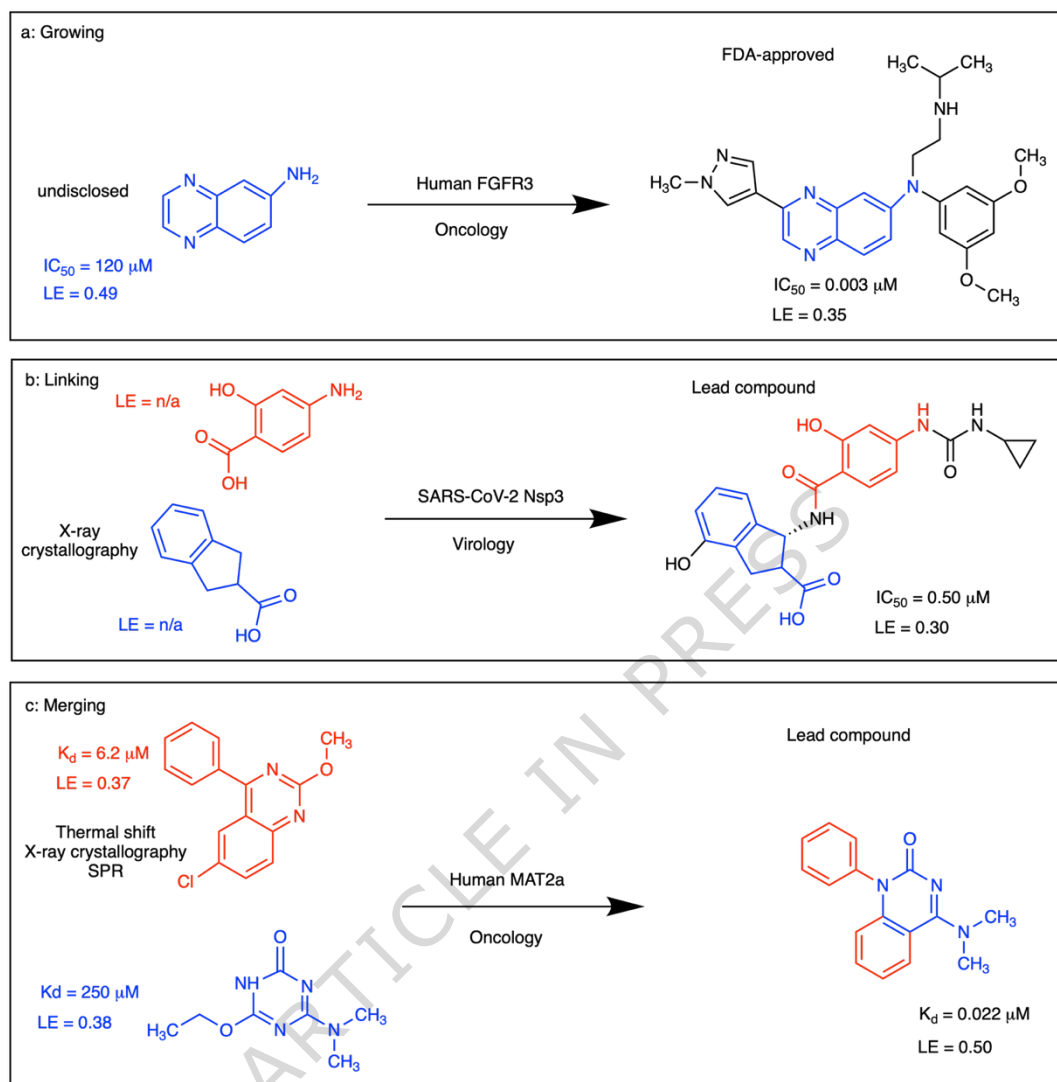 a: Growing
FDA-approved
undisclosed
N
N
NH₂
IC₅₀ = 120 µM
LE = 0.49
Human FGFR3
Oncology
H₃C
CH₃
NH
N
N
H₃C
N
N
N
O
CH₃
O
CH₃
IC₅₀ = 0.003 µM
LE = 0.35
b: Linking
LE = n/a
HO
NH₂
O
OH
X-ray
crystallography
O
HO
LE = n/a
SARS-CoV-2 Nsp3
Virology
Lead compound
HO
H
N
H
N
O
O
NH
HO
O
HO
IC₅₀ = 0.50 µM
LE = 0.30
c: Merging
K_d = 6.2 µM
LE = 0.37
Thermal shift
X-ray crystallography
SPR
CH₃
N
O
N
Cl
Kd = 250 µM
LE = 0.38
O
NH
N
H₃C
O
N
N
CH₃
CH₃
Human MAT2a
Oncology
Lead compound
O
N
N
N
CH₃
CH₃
K_d = 0.022 µM
LE = 0.50
ARTICLE IN PRESS